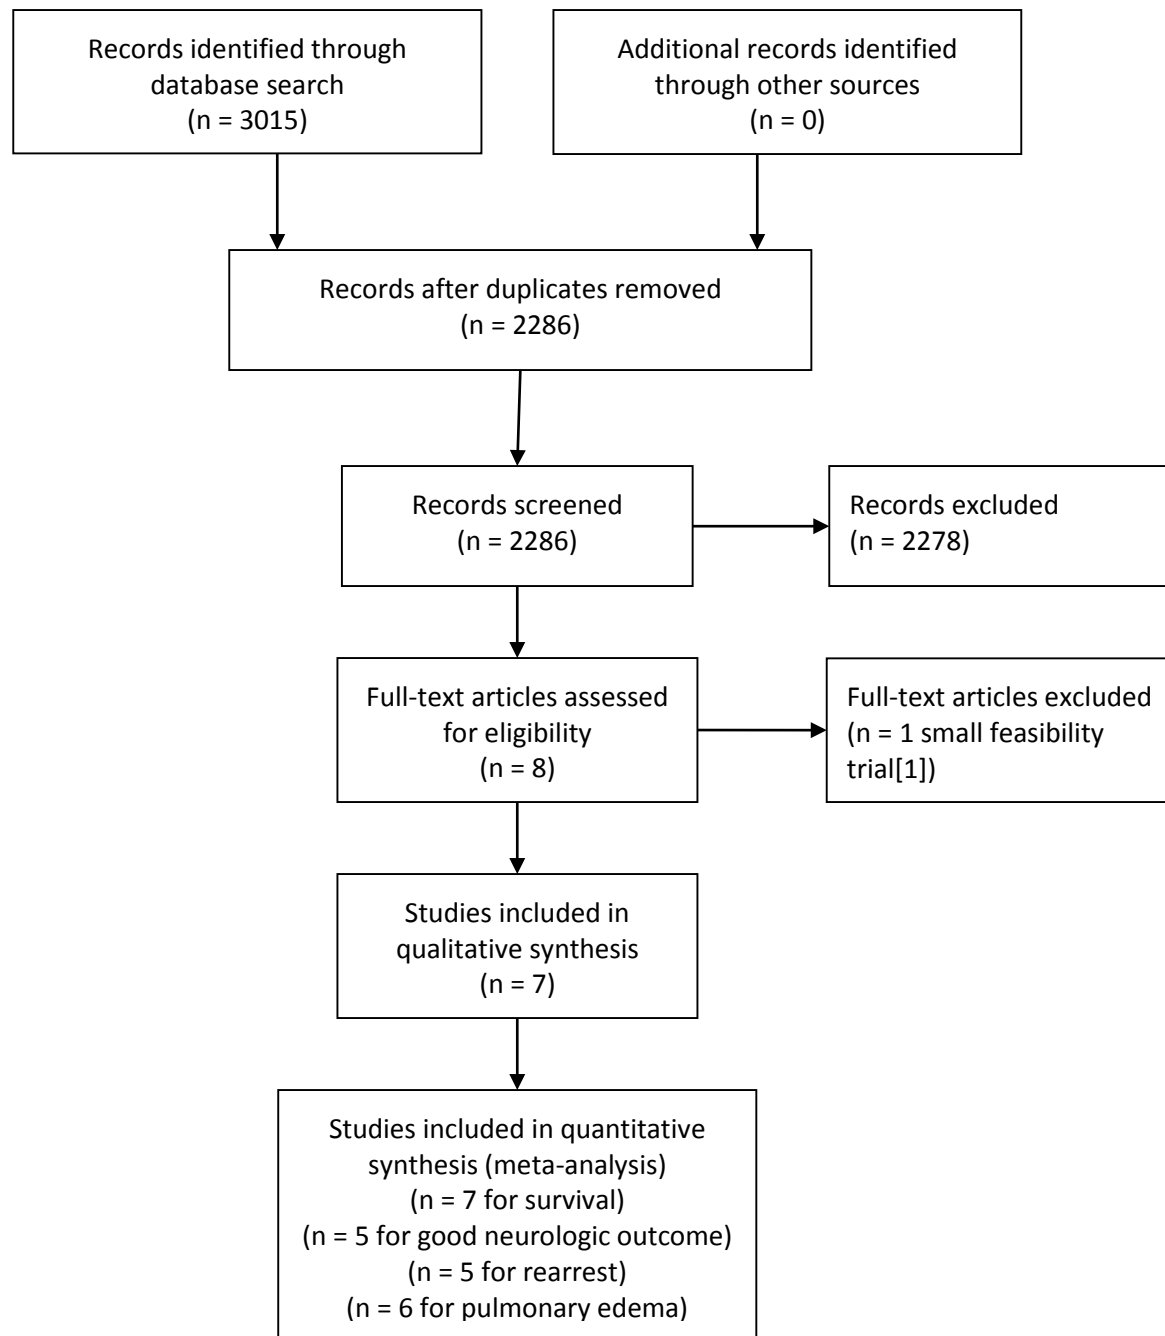 Records identified through
database search
(n = 3015)
Additional records identified
through other sources
(n = 0)
Records after duplicates removed
(n = 2286)
Records screened
(n = 2286)
Records excluded
(n = 2278)
Full-text articles assessed
for eligibility
(n = 8)
Full-text articles excluded
(n = 1 small feasibility
trial[1])
Studies included in
qualitative synthesis
(n = 7)
Studies included in quantitative
synthesis (meta-analysis)
(n = 7 for survival)
(n = 5 for good neurologic outcome)
(n = 5 for rearrest)
(n = 6 for pulmonary edema)